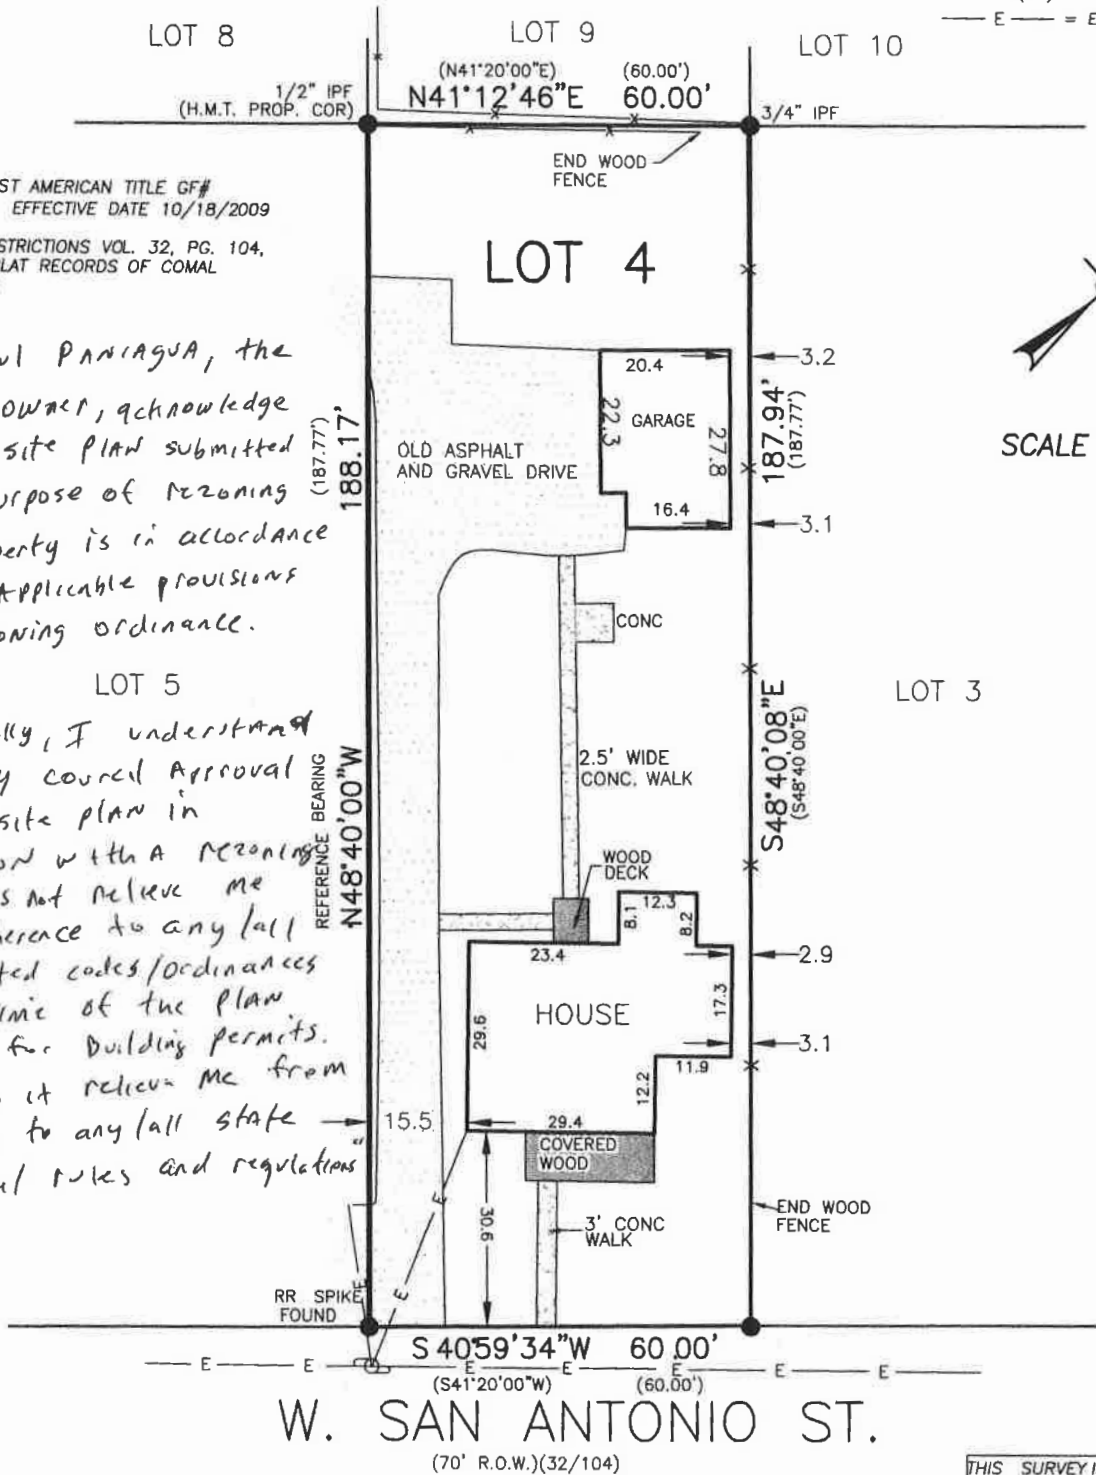 — E — = E
LOT 8
LOT 9
LOT 10
(N41°20'00"E) (60.00')
N41°12'46"E 60.00'
1/2" IPF
(H.M.T. PROP. COR)
3/4" IPF
END WOOD
FENCE
ST AMERICAN TITLE GF#
EFFECTIVE DATE 10/18/2009
STRICTIONS VOL. 32, PG. 104,
LAT RECORDS OF COMAL
LOT 4
ul PANIAGUA, the
owner, acknowledge
site PLAN submitted
urpose of rezoning
perty is in accordance
Applicable provisions
oning ordinance.
(187.77')
188.17'
OLD ASPHALT
AND GRAVEL DRIVE
20.4
22.3
GARAGE
27.8
16.4
3.2
187.94'
(187.77')
3.1
SCALE
CONC
LOT 5
LOT 3
lly, I understand
y council Approval
site plan in
on with A rezoning
s not relieve me
herence to any/all
ted codes/ordinances
ime of the PLAN
for Building permits.
it relieve Me from
to any/all state
al rules and regulations"
REFERENCE BEARING
N48°40'00"W
2.5' WIDE
CONC. WALK
S48°40'08"E
(S48°40'00"E)
WOOD
DECK
12.3
8.1
8.2
23.4
2.9
HOUSE
17.3
29.6
3.1
11.9
12.2
15.5
29.4
COVERED
WOOD
30.6
3' CONC
WALK
END WOOD
FENCE
E
E
E
RR SPIKE
FOUND
S 40°59'34"W 60.00'
— E — E — E — E — E — E — E —
(S41°20'00"W) (60.00')
W. SAN ANTONIO ST.
(70' R.O.W.)(32/104)
THIS SURVEY I